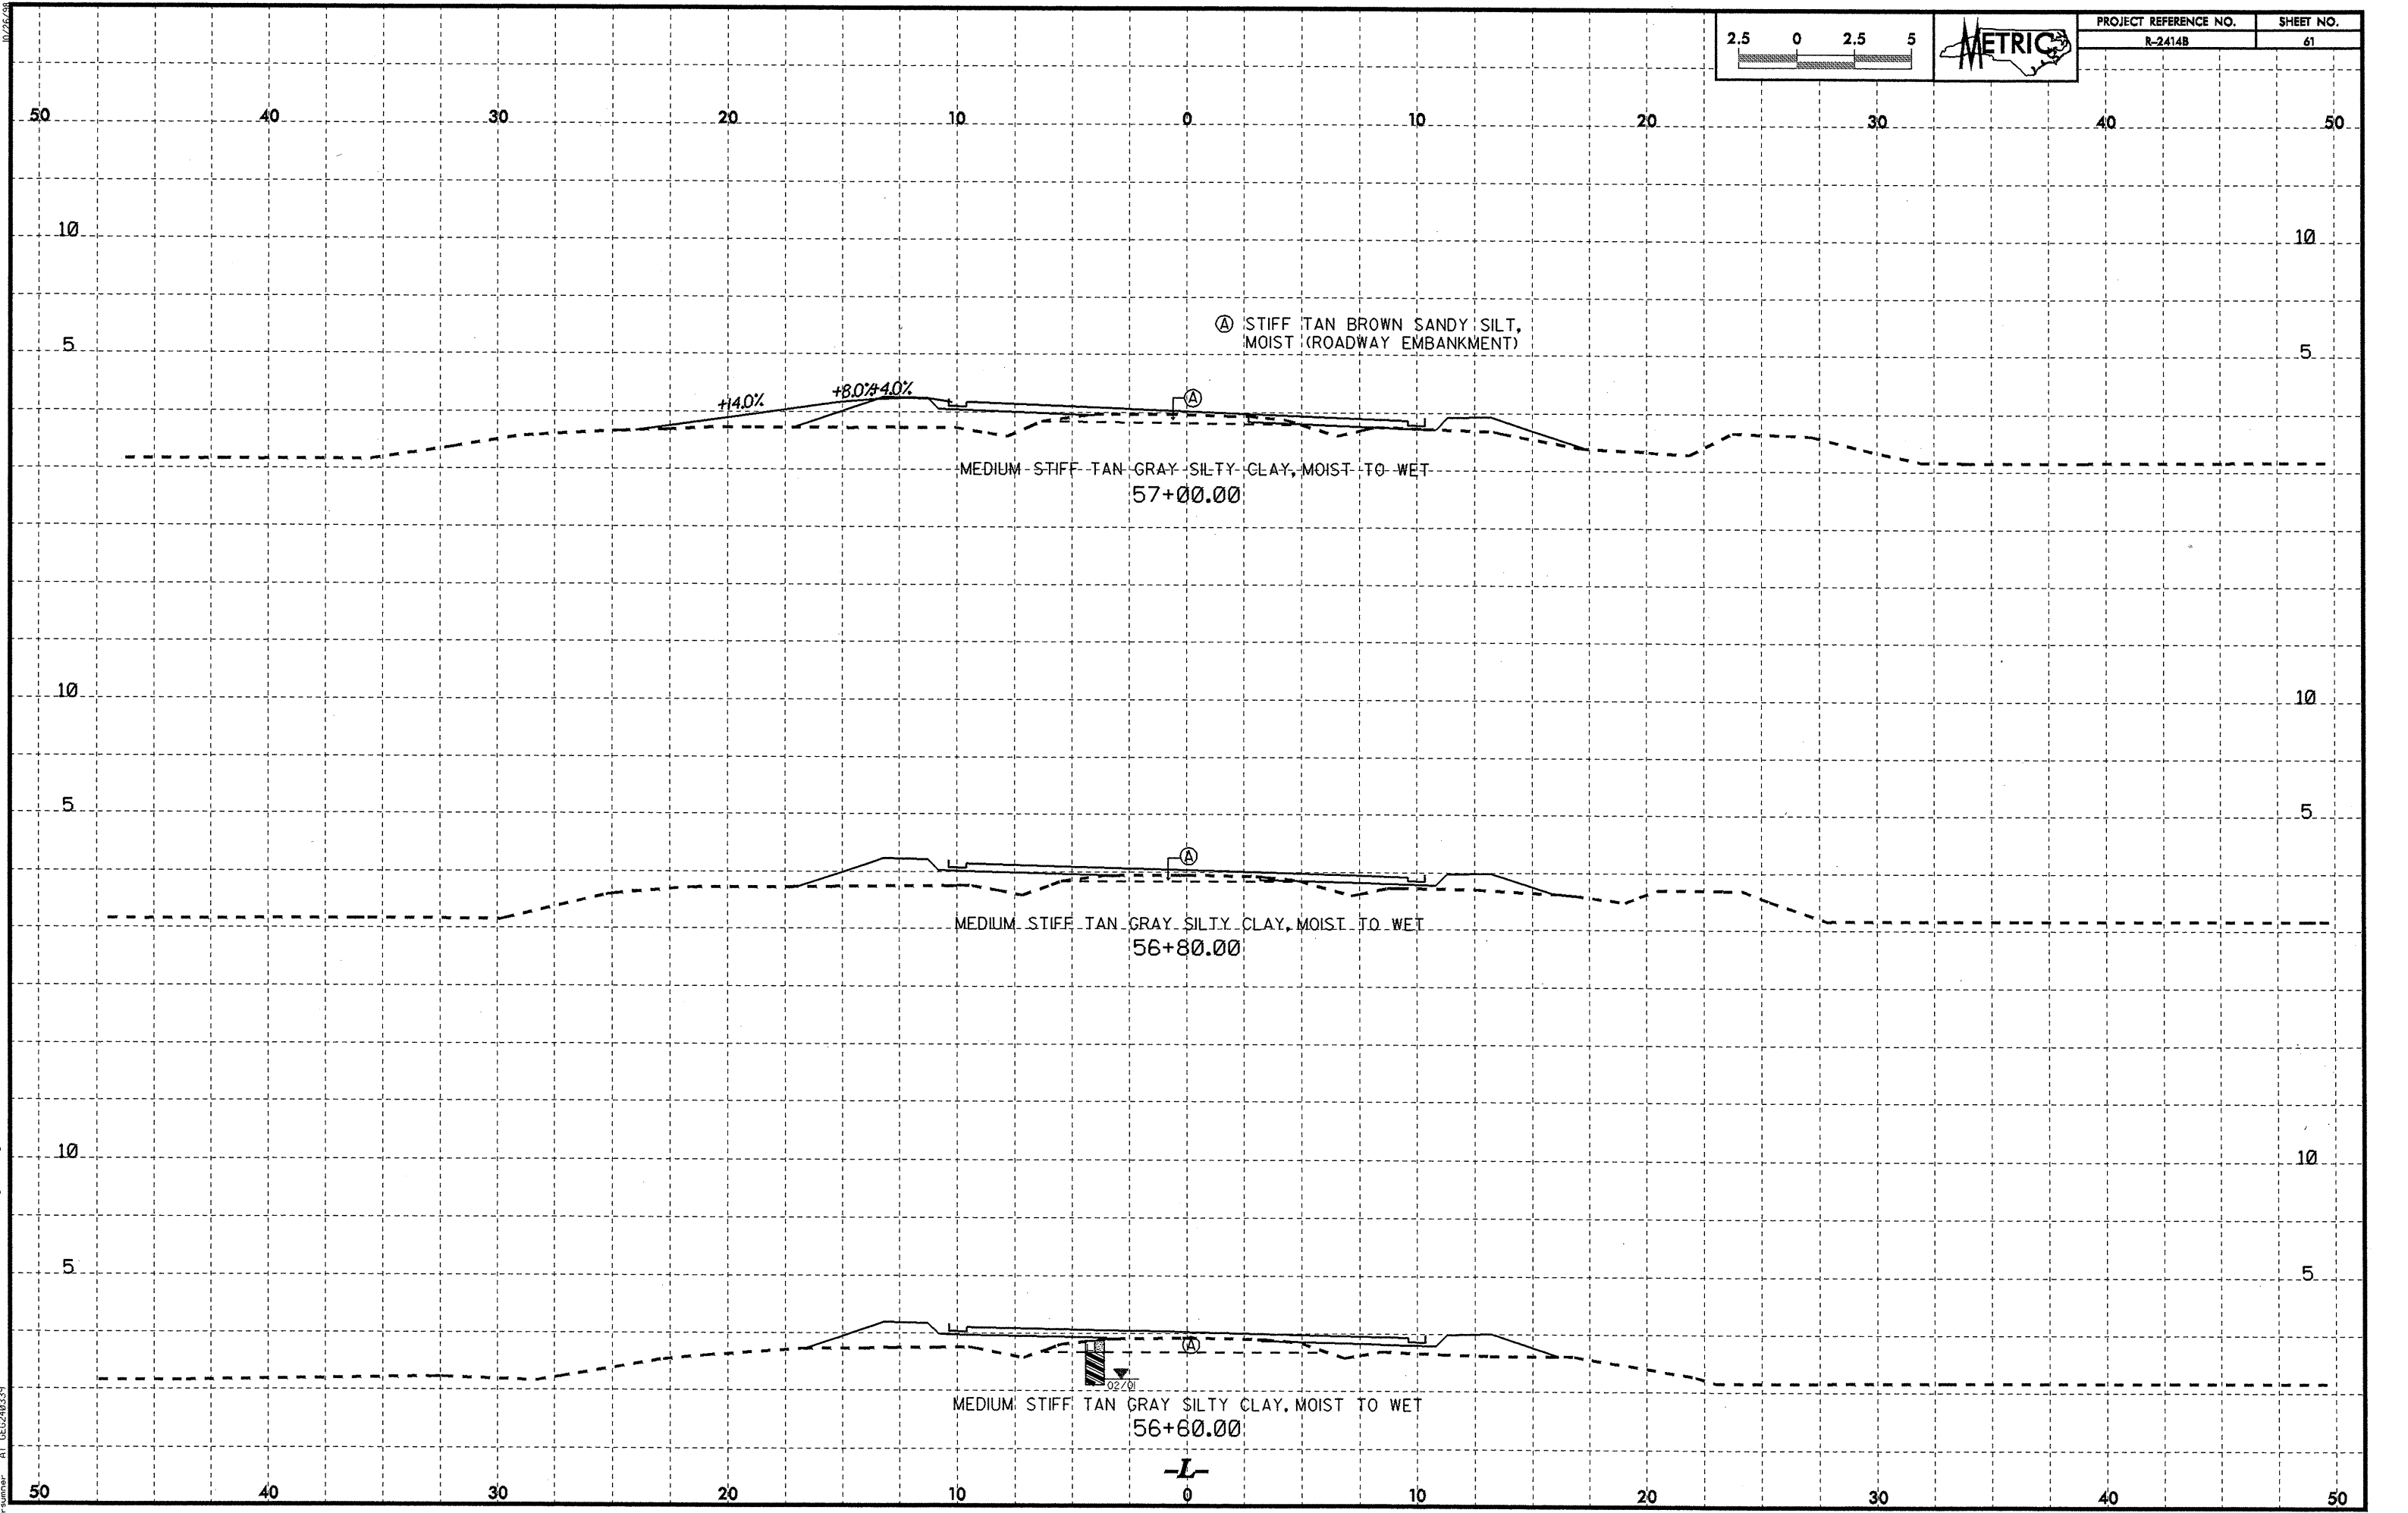 10/26/98
2.5 0 2.5 5
METRIC
PROJECT REFERENCE NO. SHEET NO.
R-2414B 61
50 40 30 20 10 0 10 20 30 40 50
10 10
Ⓐ STIFF TAN BROWN SANDY SILT,
MOIST (ROADWAY EMBANKMENT)
5 5
+14.0% +8.0% +4.0% Ⓐ
MEDIUM STIFF TAN GRAY SILTY CLAY, MOIST TO WET
57+00.00
10 10
5 5
Ⓐ
MEDIUM STIFF TAN GRAY SILTY CLAY, MOIST TO WET
56+80.00
10 10
5 5
Ⓐ
02/01
MEDIUM STIFF TAN GRAY SILTY CLAY, MOIST TO WET
56+60.00
-L-
50 40 30 20 10 0 10 20 30 40 50